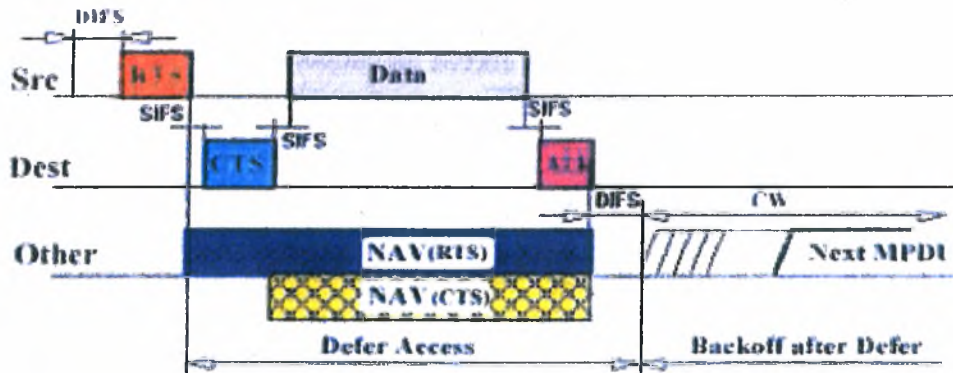 DIFS
RTS
Data
Src
SIFS
SIFS
SIFS
CTS
Dest
DIFS
CW
Other
NAV(RTS)
Next MPDU
NAV(CTS)
Defer Access
Backoff after Defer